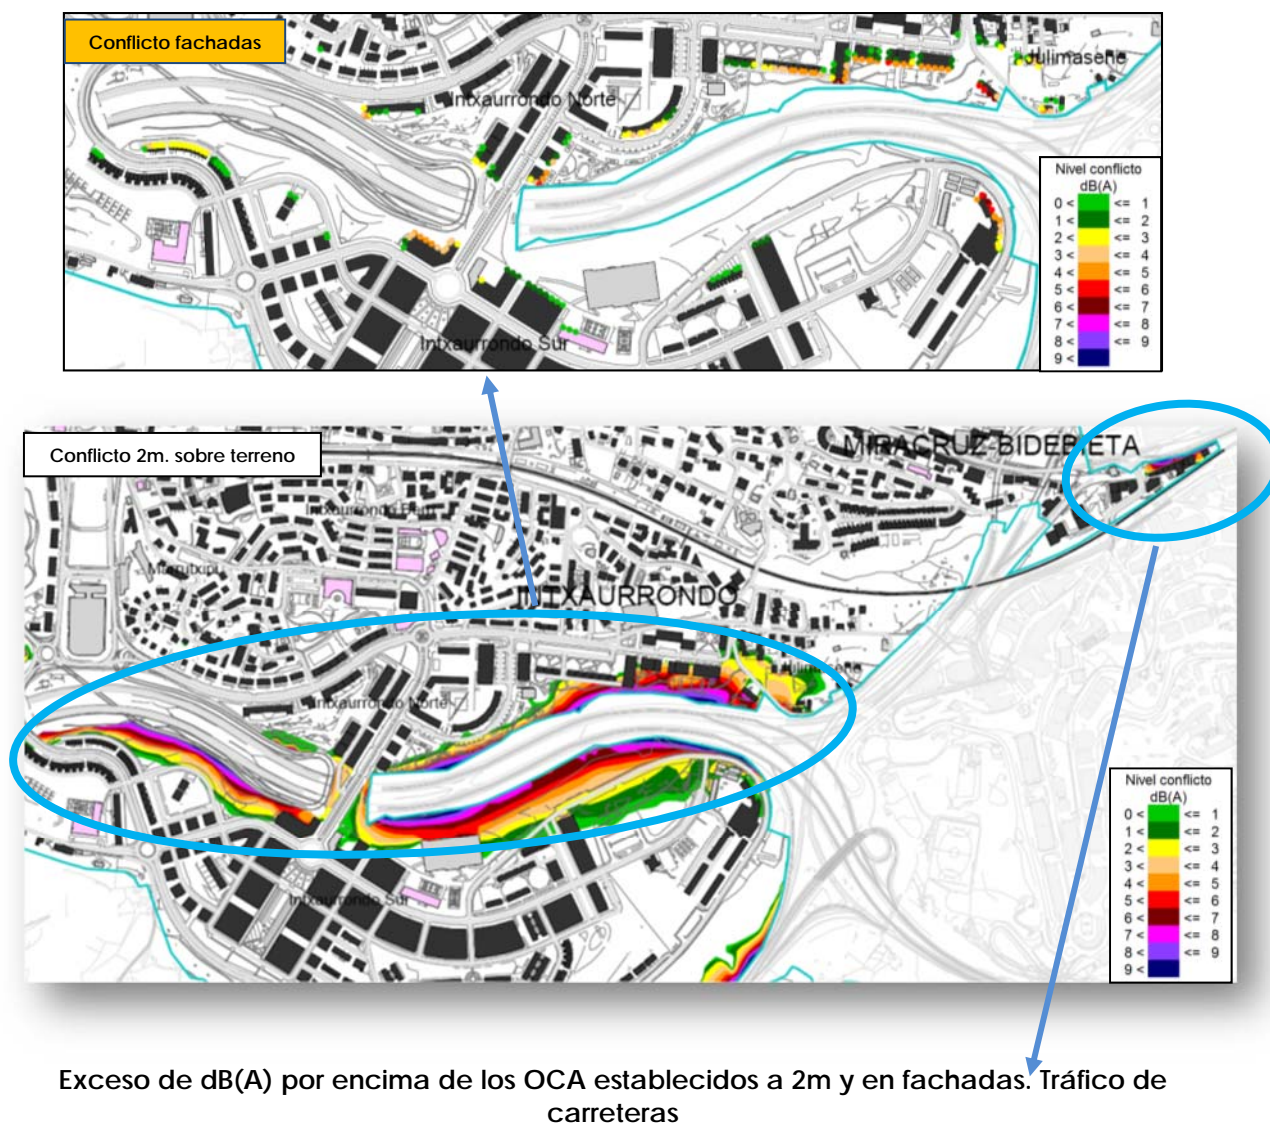 Conflicto fachadas
Julimasene
Intxaurrondo Norte
Intxaurrondo Sur
Nivel conflicto
dB(A)
0 < <= 1
1 < <= 2
2 < <= 3
3 < <= 4
4 < <= 5
5 < <= 6
6 < <= 7
7 < <= 8
8 < <= 9
9 <
Conflicto 2m. sobre terreno
MIRACRUZ-BIDEBIETA
Intxaurrondo
INTXAURRONDO
Julimasene
Intxaurrondo Norte
Intxaurrondo Sur
Nivel conflicto
dB(A)
0 < <= 1
1 < <= 2
2 < <= 3
3 < <= 4
4 < <= 5
5 < <= 6
6 < <= 7
7 < <= 8
8 < <= 9
9 <
Exceso de dB(A) por encima de los OCA establecidos a 2m y en fachadas. Tráfico de
carreteras